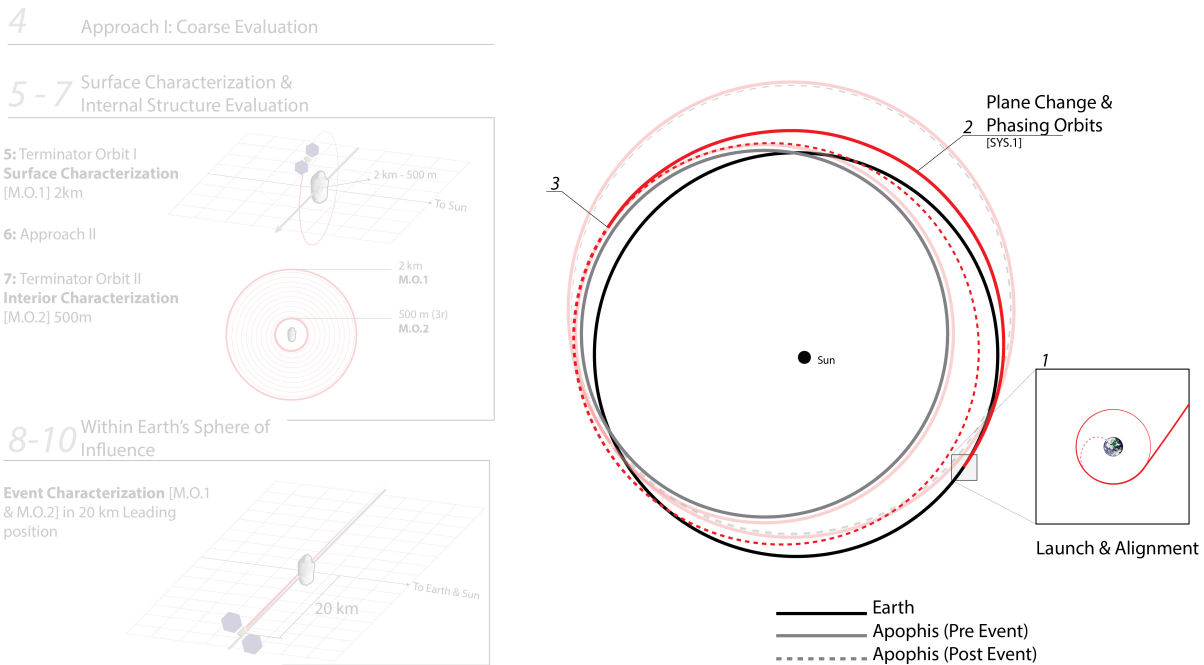 4 Approach I: Coarse Evaluation
5 - 7 Surface Characterization &
Internal Structure Evaluation
5: Terminator Orbit I
Surface Characterization
[M.O.1] 2km
2 km - 500 m
To Sun
6: Approach II
7: Terminator Orbit II
Interior Characterization
[M.O.2] 500m
2 km
M.O.1
500 m (3r)
M.O.2
8-10 Within Earth's Sphere of
Influence
Event Characterization [M.O.1
& M.O.2] in 20 km Leading
position
To Earth & Sun
20 km
Plane Change &
2 Phasing Orbits
[SYS.1]
3
Sun
1
Launch & Alignment
Earth
Apophis (Pre Event)
Apophis (Post Event)